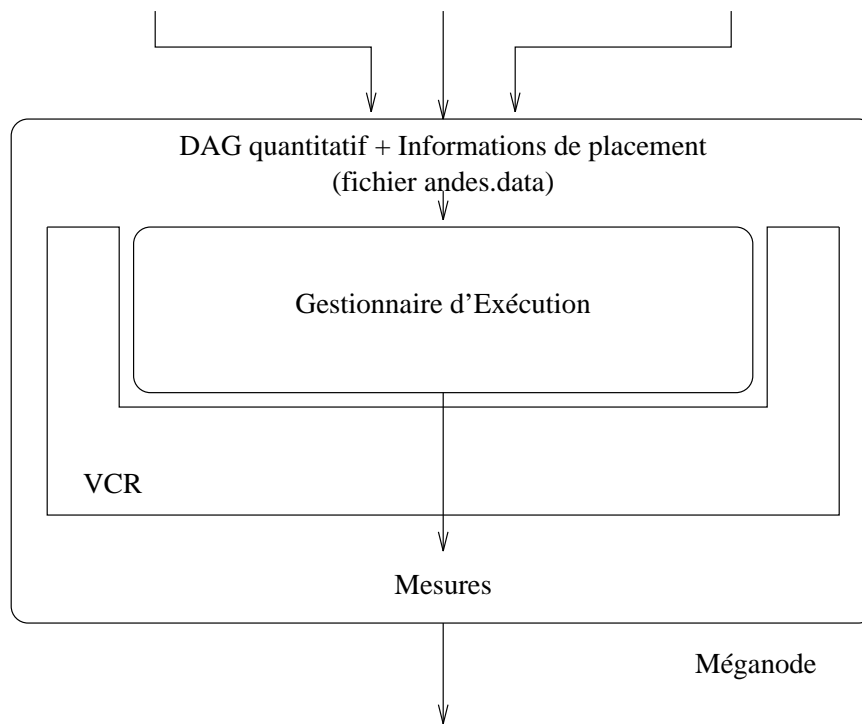 DAG quantitatif + Informations de placement
(fichier andes.data)
Gestionnaire d'Exécution
VCR
Mesures
Méganode